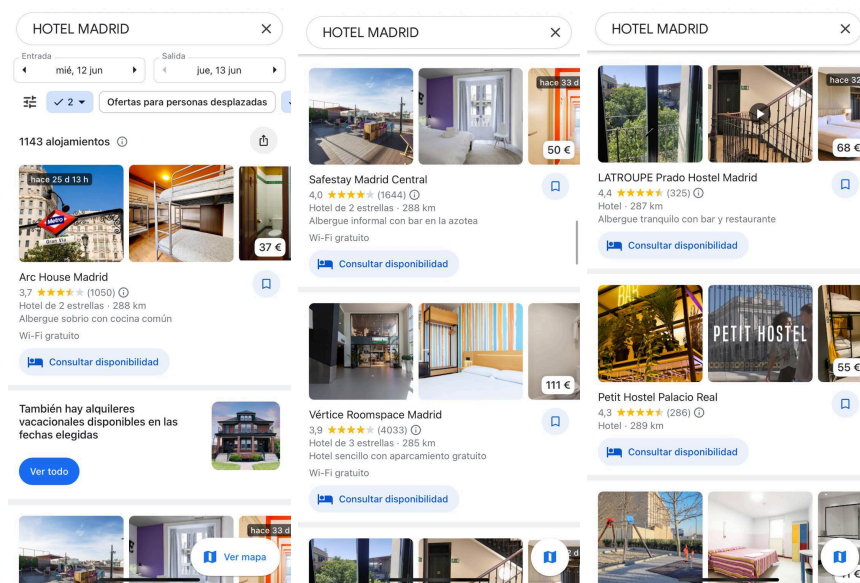 HOTEL MADRID
Entrada
mié, 12 jun
Salida
jue, 13 jun
2
Ofertas para personas desplazadas
1143 alojamientos
hace 25 d 13 h
Metro
Gran Vía
37 €
Arc House Madrid
3,7 (1050)
Hotel de 2 estrellas · 288 km
Albergue sobrio con cocina común
Wi-Fi gratuito
Consultar disponibilidad
También hay alquileres
vacacionales disponibles en las
fechas elegidas
Ver todo
hace 33 d
Ver mapa
HOTEL MADRID
hace 33 d
50 €
Safestay Madrid Central
4,0 (1644)
Hotel de 2 estrellas · 288 km
Albergue informal con bar en la azotea
Wi-Fi gratuito
Consultar disponibilidad
111 €
Vértice Roomspace Madrid
3,9 (4033)
Hotel de 3 estrellas · 285 km
Hotel sencillo con aparcamiento gratuito
Wi-Fi gratuito
Consultar disponibilidad
HOTEL MADRID
hace 32
68 €
LATROUPE Prado Hostel Madrid
4,4 (325)
Hotel · 287 km
Albergue tranquilo con bar y restaurante
Consultar disponibilidad
BAR
PETIT HOSTEL
55 €
Petit Hostel Palacio Real
4,3 (286)
Hotel · 289 km
Consultar disponibilidad